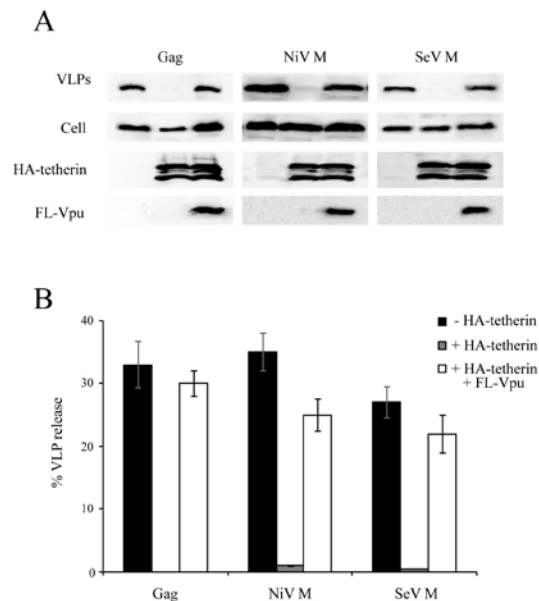 A
Gag NiV M SeV M
VLPs
Cell
HA-tetherin
FL-Vpu
B
40
30
20
10
0
% VLP release
- HA-tetherin
+ HA-tetherin
+ HA-tetherin
+ FL-Vpu
Gag NiV M SeV M